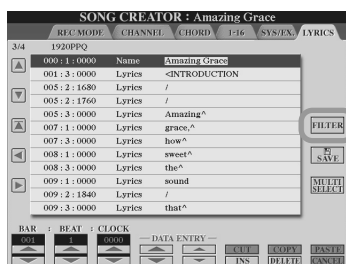 SONG CREATOR : Amazing Grace
REC MODE CHANNEL CHORD 1-16 SYS/EX. LYRICS
3/4 1920PPQ
000 : 1 : 0000 Name Amazing Grace
001 : 3 : 0000 Lyrics <INTRODUCTION
005 : 2 : 1680 Lyrics /
005 : 2 : 1760 Lyrics /
005 : 3 : 0000 Lyrics Amazing^
007 : 1 : 0000 Lyrics grace,^
007 : 3 : 0000 Lyrics how^
008 : 1 : 0000 Lyrics sweet^
008 : 3 : 0000 Lyrics the^
009 : 1 : 0000 Lyrics sound
009 : 2 : 1840 Lyrics /
009 : 3 : 0000 Lyrics that^
FILTER
SAVE
MULTI
SELECT
BAR : BEAT : CLOCK
001 1 0000
DATA ENTRY
CUT COPY PASTE
INS DELETE CANCEL